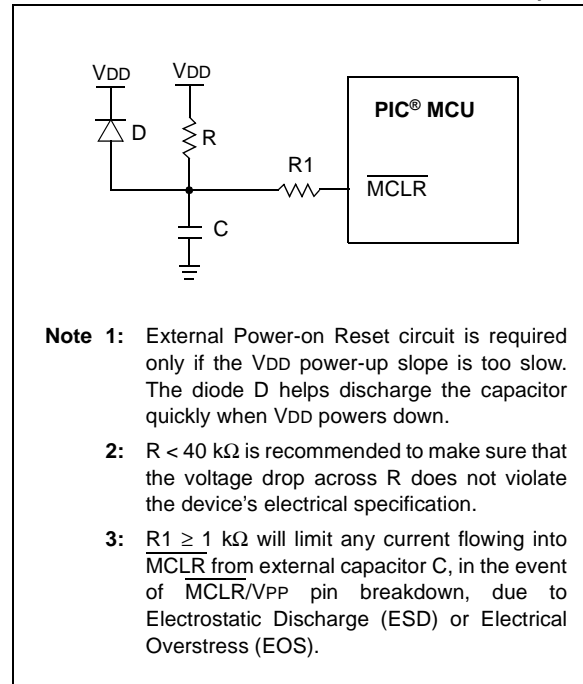 VDD VDD
PIC® MCU
D
R
R1
MCLR
C
Note 1: External Power-on Reset circuit is required
only if the VDD power-up slope is too slow.
The diode D helps discharge the capacitor
quickly when VDD powers down.
2: R < 40 kΩ is recommended to make sure that
the voltage drop across R does not violate
the device's electrical specification.
3: R1 ≥ 1 kΩ will limit any current flowing into
MCLR from external capacitor C, in the event
of MCLR/VPP pin breakdown, due to
Electrostatic Discharge (ESD) or Electrical
Overstress (EOS).